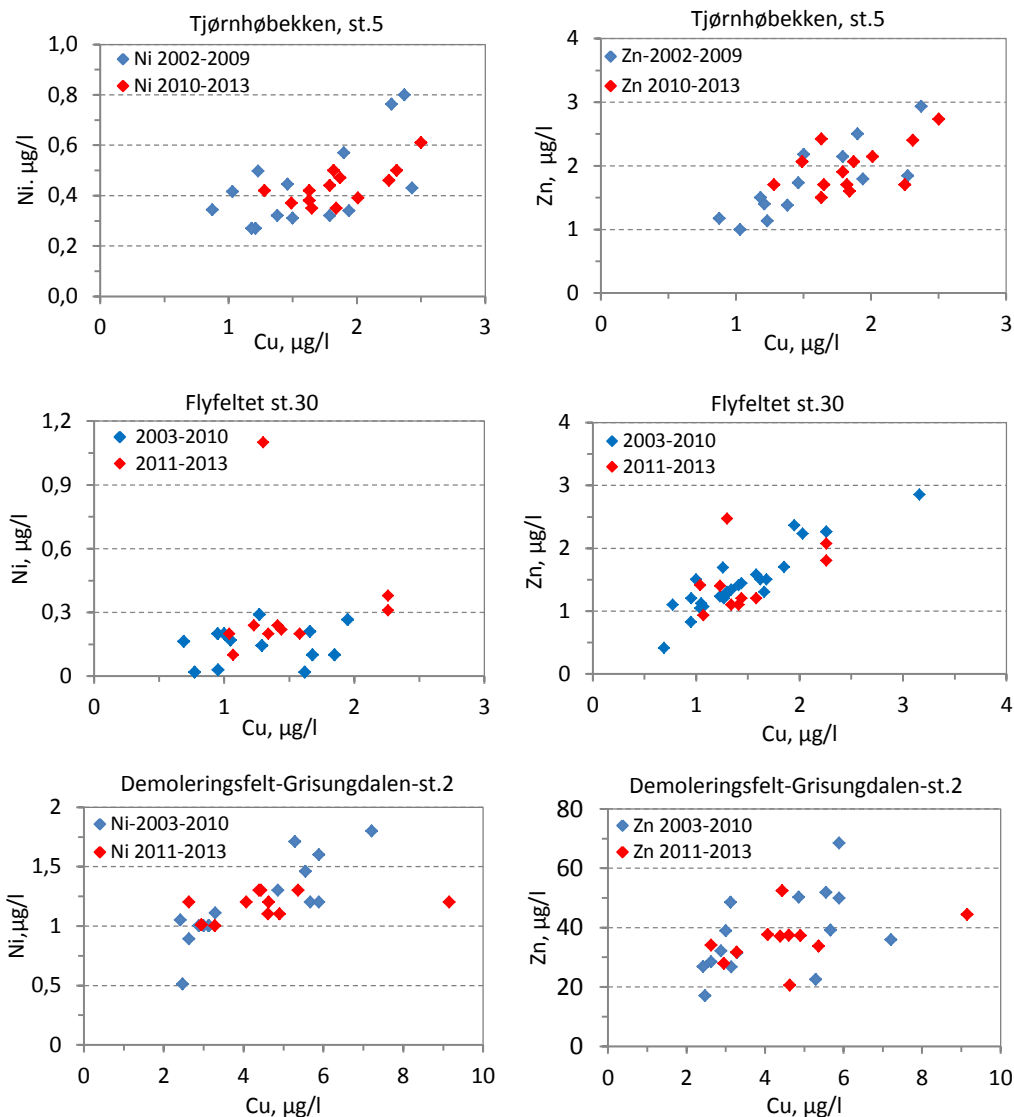 Tjørnhøbekken, st.5
1,0
0,8
0,6
0,4
0,2
0,0
Ni. µg/l
Ni 2002-2009
Ni 2010-2013
0 1 2 3
Cu, µg/l
Tjørnhøbekken, st.5
4
3
2
1
0
Zn, µg/l
Zn-2002-2009
Zn 2010-2013
0 1 2 3
Cu, µg/l
Flyfeltet st.30
1,2
0,9
0,6
0,3
0
Ni, µg/l
2003-2010
2011-2013
0 1 2 3
Cu, µg/l
Flyfeltet st.30
4
3
2
1
0
Zn, µg/l
2003-2010
2011-2013
0 1 2 3 4
Cu, µg/l
Demoleringsfelt-Grisungdalen-st.2
2
1,5
1
0,5
0
Ni,µg/l
Ni-2003-2010
Ni 2011-2013
0 2 4 6 8 10
Cu, µg/l
Demoleringsfelt-Grisungdalen-st.2
80
60
40
20
0
Zn, µg/l
Zn 2003-2010
Zn 2011-2013
0 2 4 6 8 10
Cu, µg/l